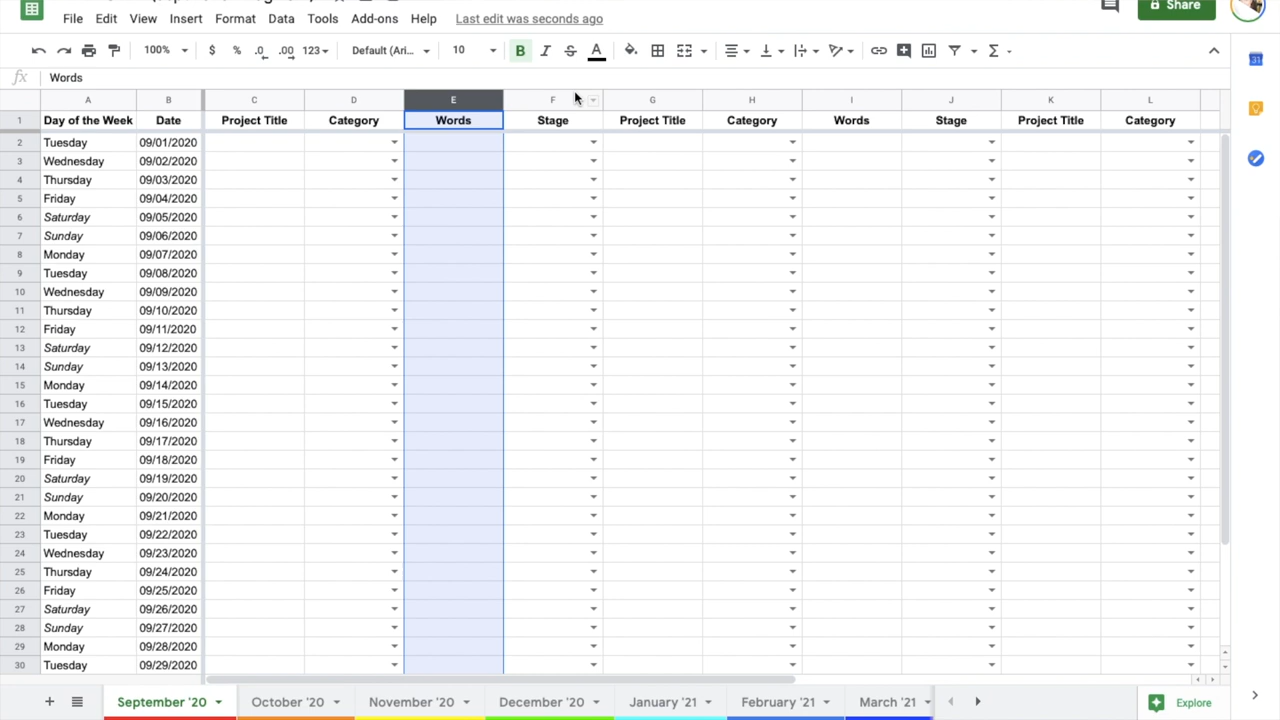 File Edit View Insert Format Data Tools Add-ons Help Last edit was seconds ago Share
100% $ % .0 .00 123 Default (Ari... 10 B I S A
fx Words
A B C D E F G H I J K L
1 Day of the Week Date Project Title Category Words Stage Project Title Category Words Stage Project Title Category
2 Tuesday 09/01/2020
3 Wednesday 09/02/2020
4 Thursday 09/03/2020
5 Friday 09/04/2020
6 Saturday 09/05/2020
7 Sunday 09/06/2020
8 Monday 09/07/2020
9 Tuesday 09/08/2020
10 Wednesday 09/09/2020
11 Thursday 09/10/2020
12 Friday 09/11/2020
13 Saturday 09/12/2020
14 Sunday 09/13/2020
15 Monday 09/14/2020
16 Tuesday 09/15/2020
17 Wednesday 09/16/2020
18 Thursday 09/17/2020
19 Friday 09/18/2020
20 Saturday 09/19/2020
21 Sunday 09/20/2020
22 Monday 09/21/2020
23 Tuesday 09/22/2020
24 Wednesday 09/23/2020
25 Thursday 09/24/2020
26 Friday 09/25/2020
27 Saturday 09/26/2020
28 Sunday 09/27/2020
29 Monday 09/28/2020
30 Tuesday 09/29/2020
September '20 October '20 November '20 December '20 January '21 February '21 March '21 Explore